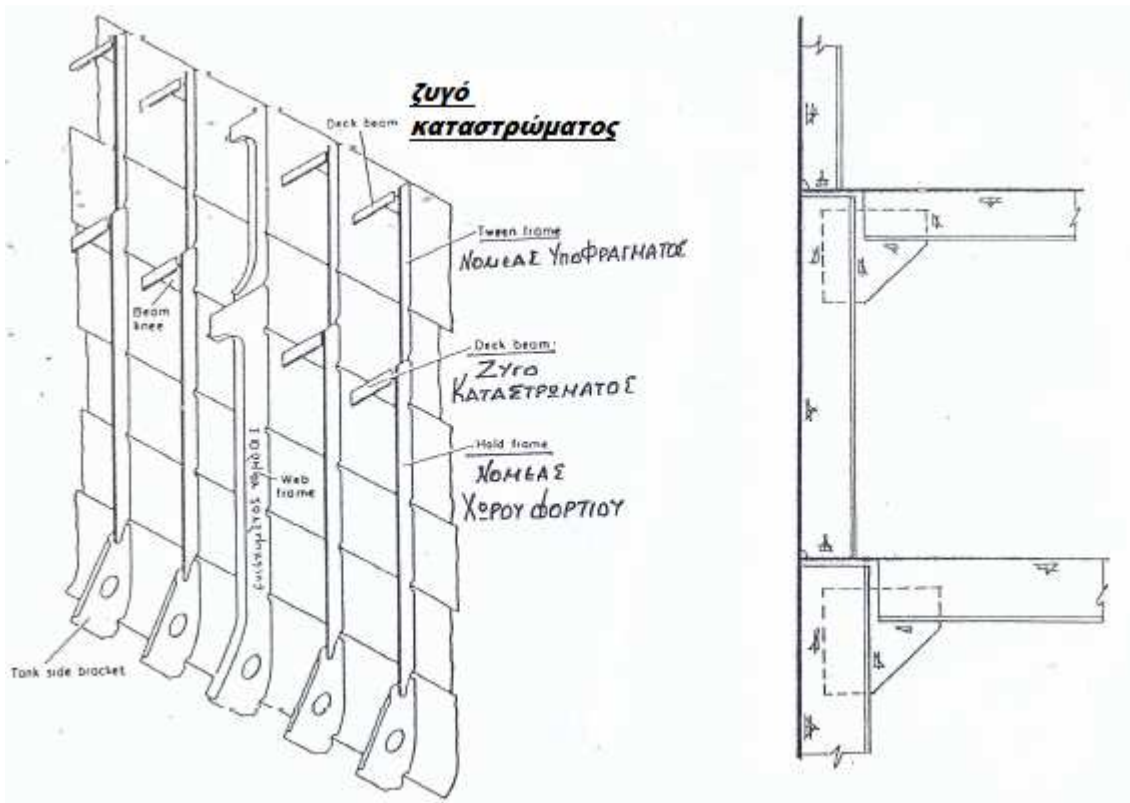 ζυγό
καταστρώματος
Deck beam
Tween frame
ΝΟΜΕΑΣ ΥΠΟΦΡΑΓΜΑΤΟΣ
Beam
knee
Deck beam
ΖΥΓΟ
ΚΑΤΑΣΤΡΩΜΑΤΟΣ
Hold frame
ΝΟΜΕΑΣ
ΧΩΡΟΥ ΦΟΡΤΙΟΥ
Web
frame
Tank side bracket